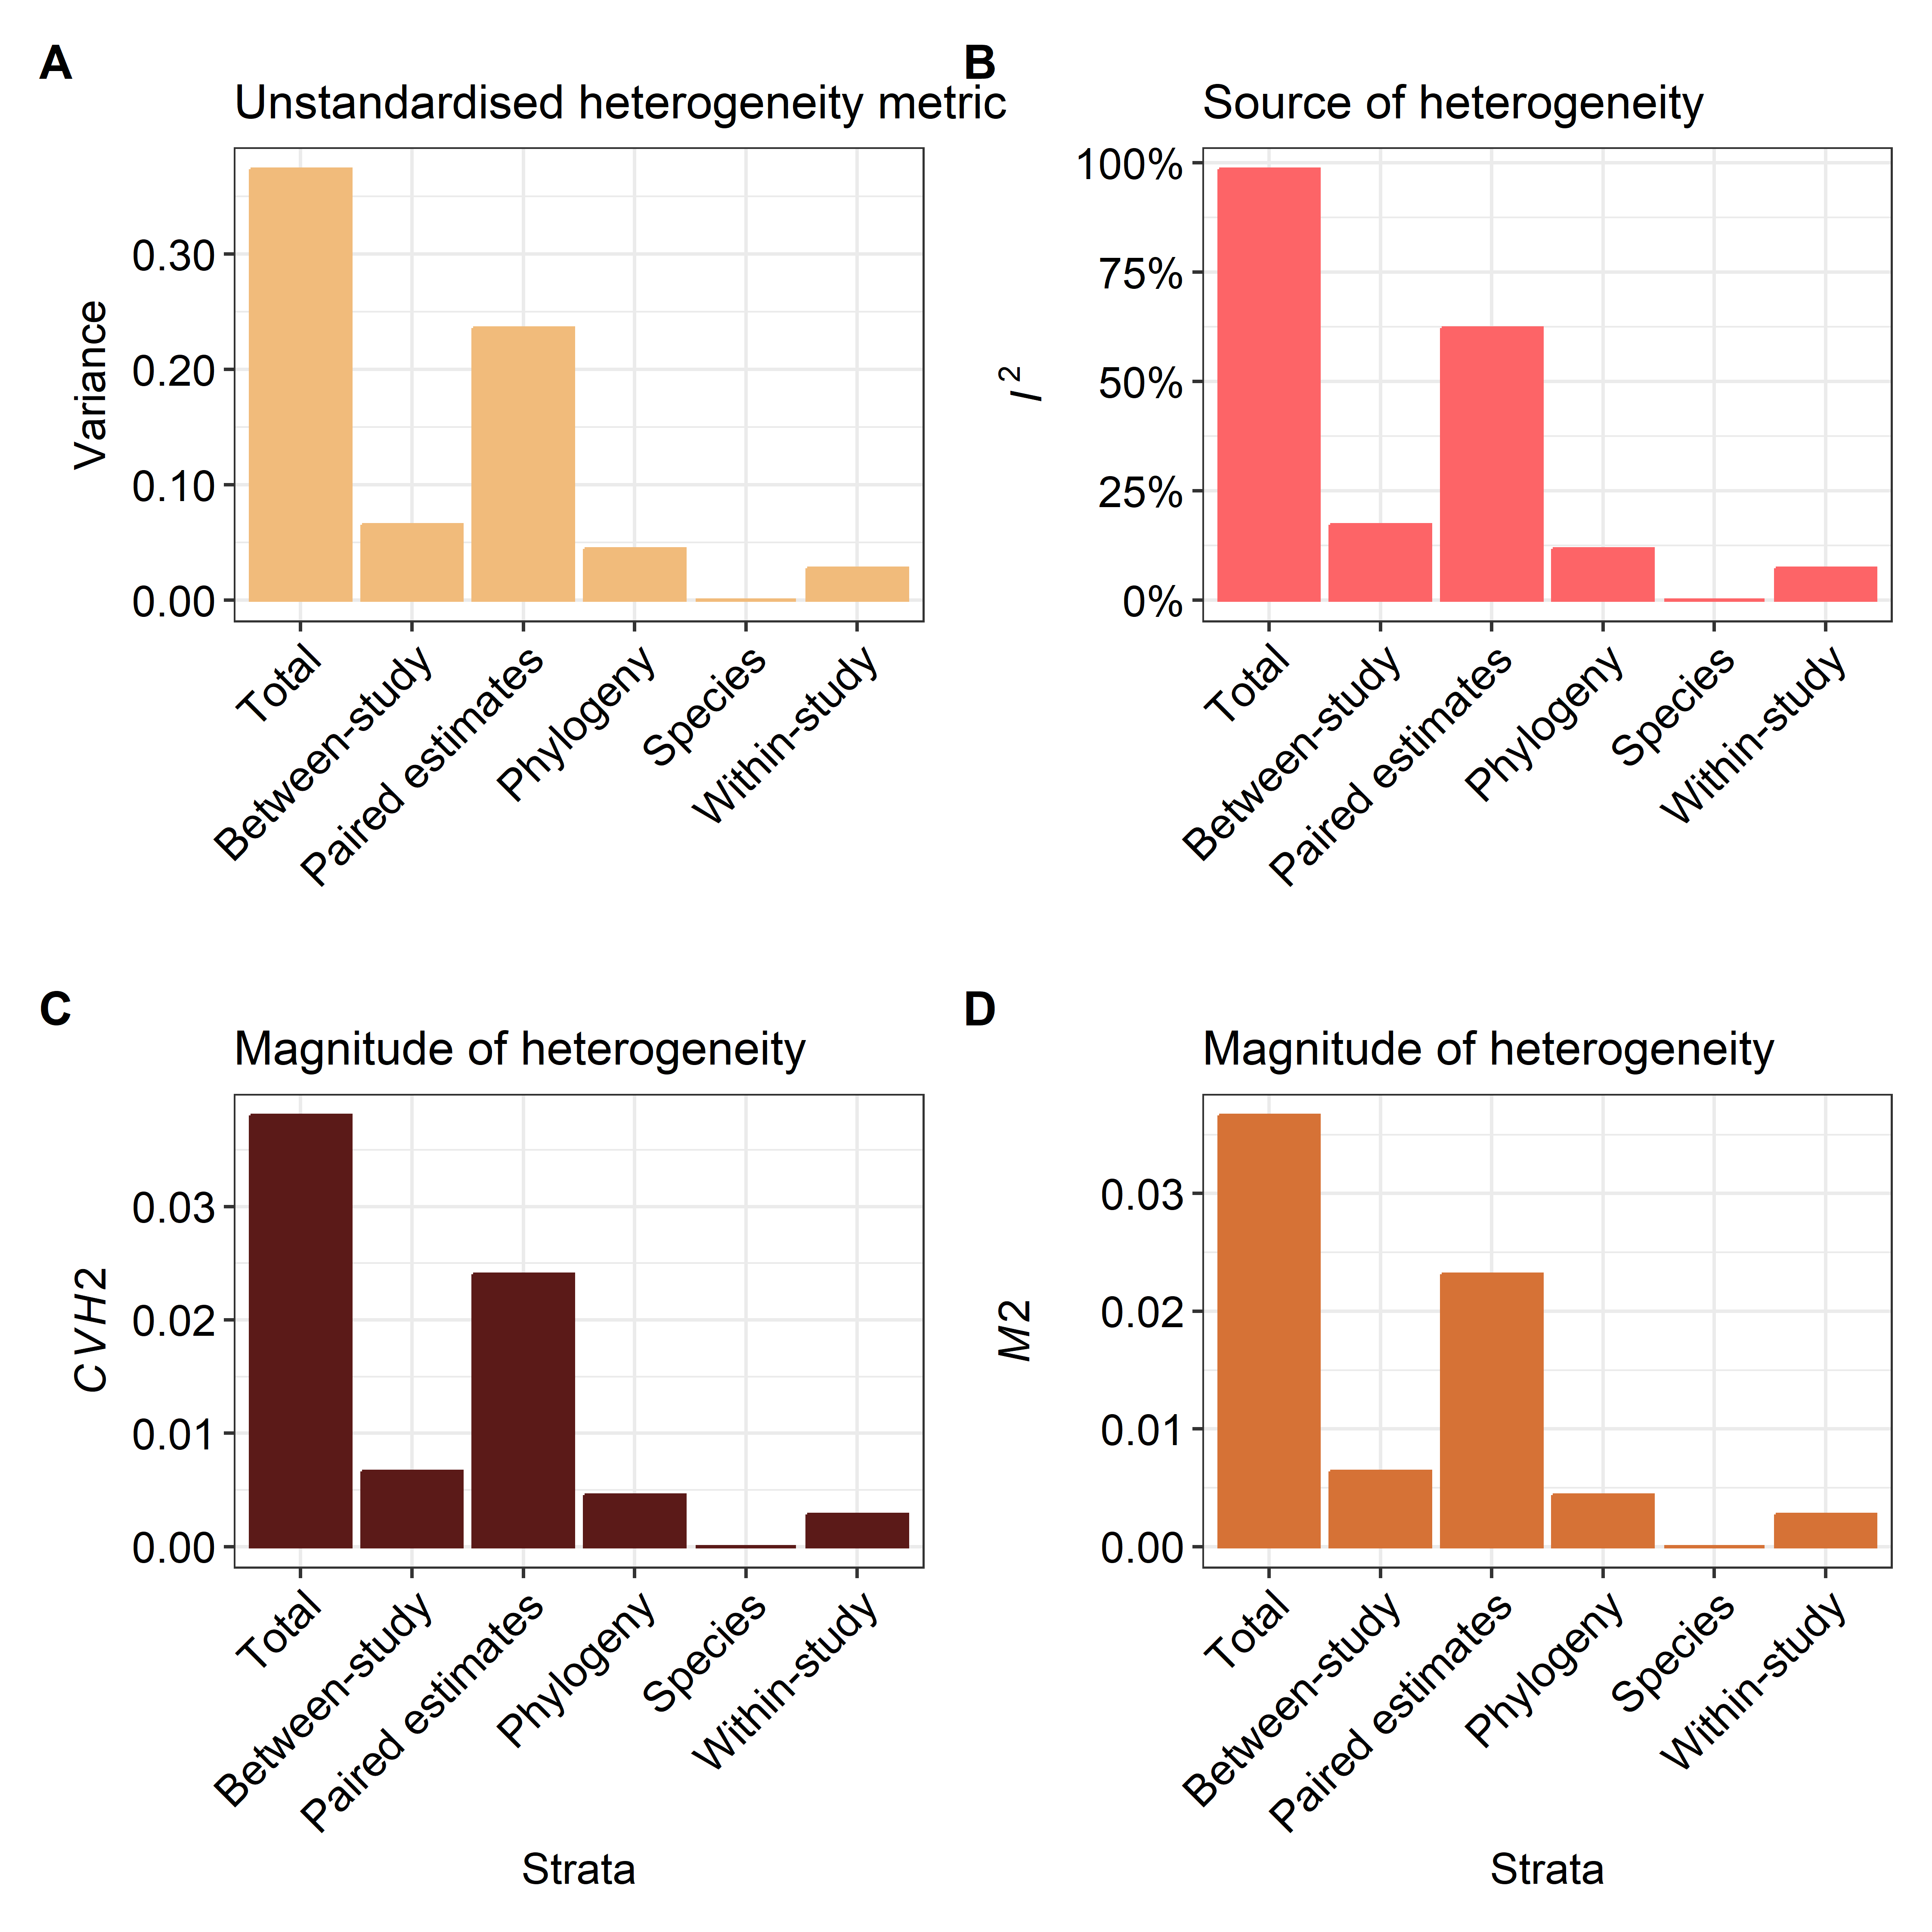 A
Unstandardised heterogeneity metric
Variance
0.30
0.20
0.10
0.00
Total
Between-study
Paired estimates
Phylogeny
Species
Within-study
B
Source of heterogeneity
I 2
100%
75%
50%
25%
0%
Total
Between-study
Paired estimates
Phylogeny
Species
Within-study
C
Magnitude of heterogeneity
CVH2
0.03
0.02
0.01
0.00
Total
Between-study
Paired estimates
Phylogeny
Species
Within-study
Strata
D
Magnitude of heterogeneity
M2
0.03
0.02
0.01
0.00
Total
Between-study
Paired estimates
Phylogeny
Species
Within-study
Strata